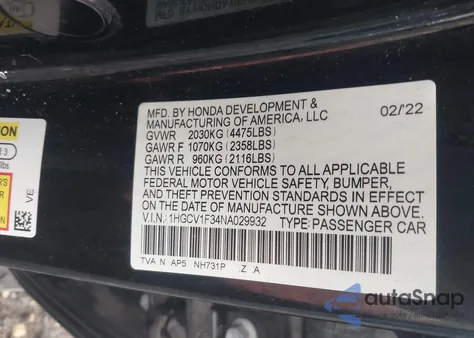 MFD. BY HONDA DEVELOPMENT &
MANUFACTURING OF AMERICA, LLC 02/'22
GVWR 2030KG (4475LBS)
GAWR F 1070KG (2358LBS)
GAWR R 960KG (2116LBS)
THIS VEHICLE CONFORMS TO ALL APPLICABLE
FEDERAL MOTOR VEHICLE SAFETY, BUMPER,
AND THEFT PREVENTION STANDARDS IN EFFECT
ON THE DATE OF MANUFACTURE SHOWN ABOVE.
V.I.N.: 1HGCV1F34NA029932 TYPE: PASSENGER CAR
TVA N AP5 NH731P Z A
VE
autoSnap